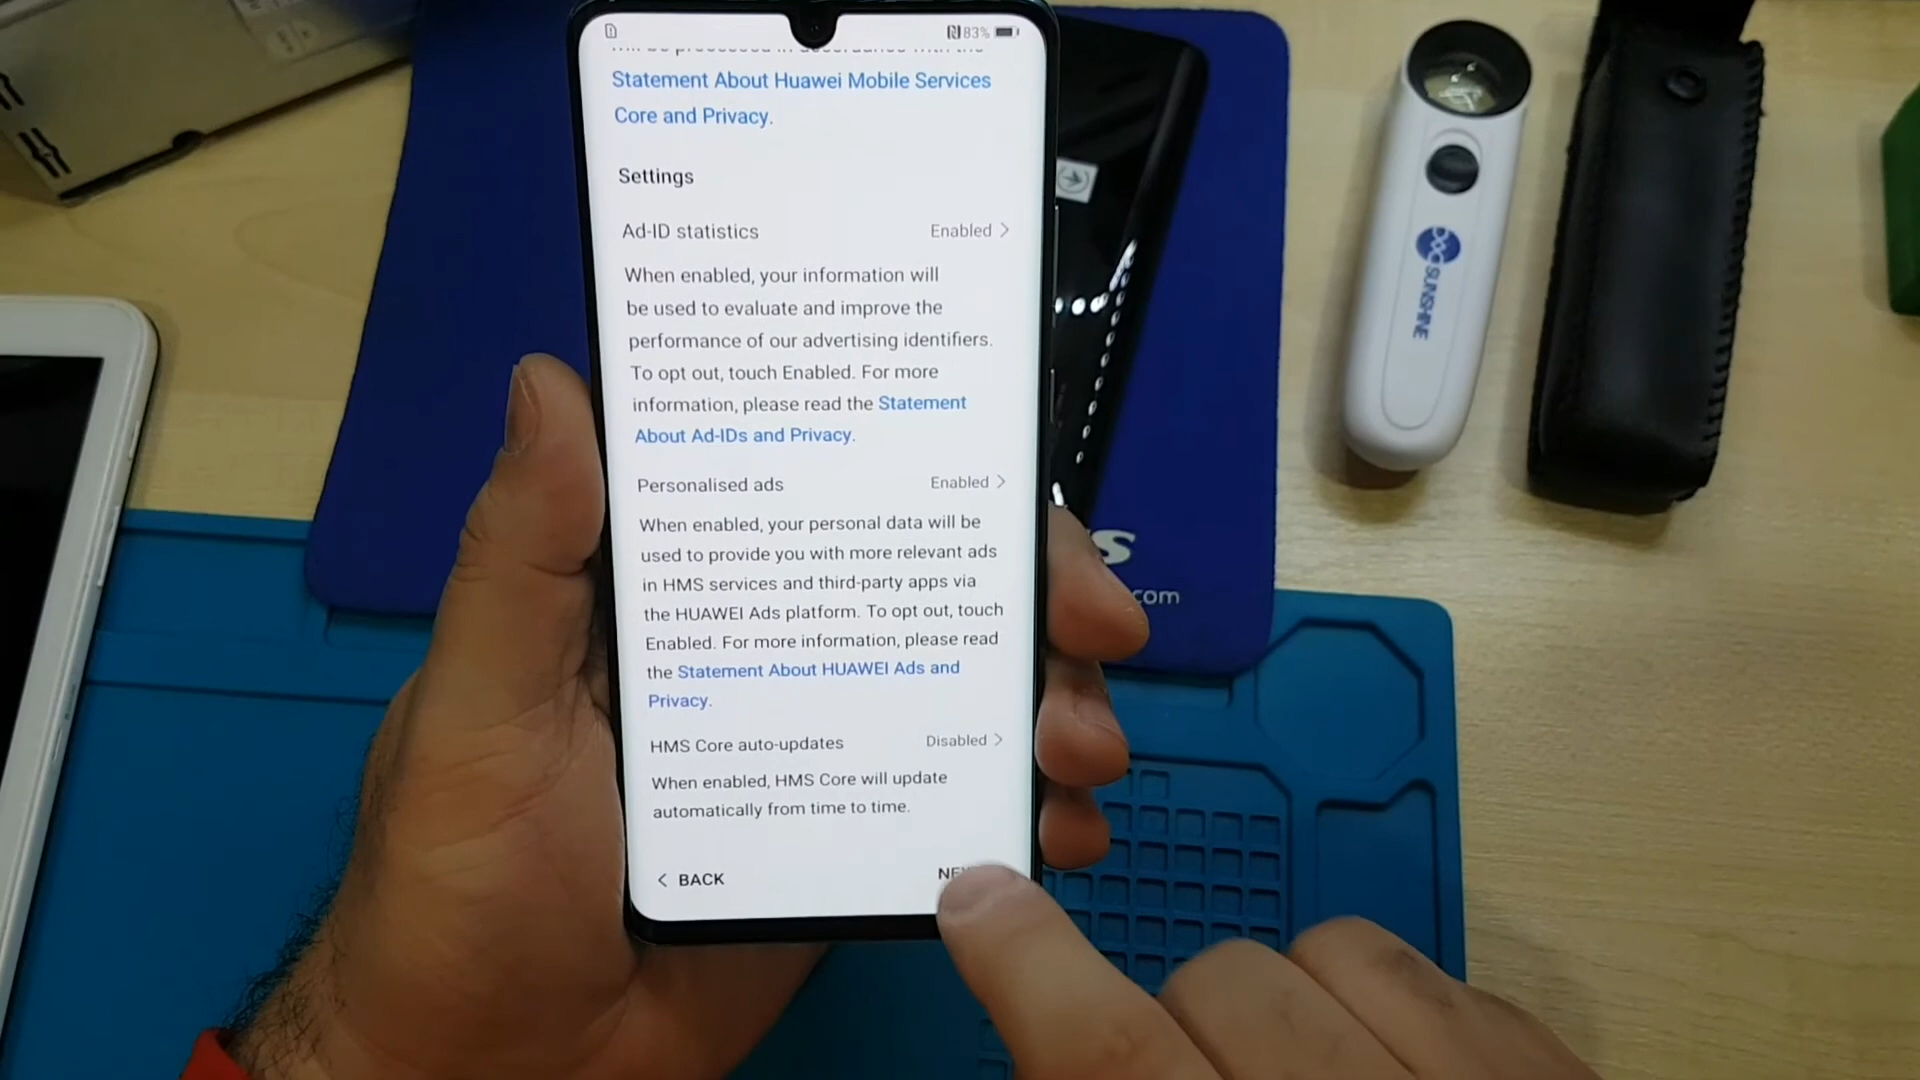 83%
Statement About Huawei Mobile Services
Core and Privacy.
Settings
Ad-ID statistics
Enabled >
When enabled, your information will
be used to evaluate and improve the
performance of our advertising identifiers.
To opt out, touch Enabled. For more
information, please read the Statement
About Ad-IDs and Privacy.
Personalised ads
Enabled >
When enabled, your personal data will be
used to provide you with more relevant ads
in HMS services and third-party apps via
the HUAWEI Ads platform. To opt out, touch
Enabled. For more information, please read
the Statement About HUAWEI Ads and
Privacy.
HMS Core auto-updates
Disabled >
When enabled, HMS Core will update
automatically from time to time.
< BACK
SUNSHINE
s
.com